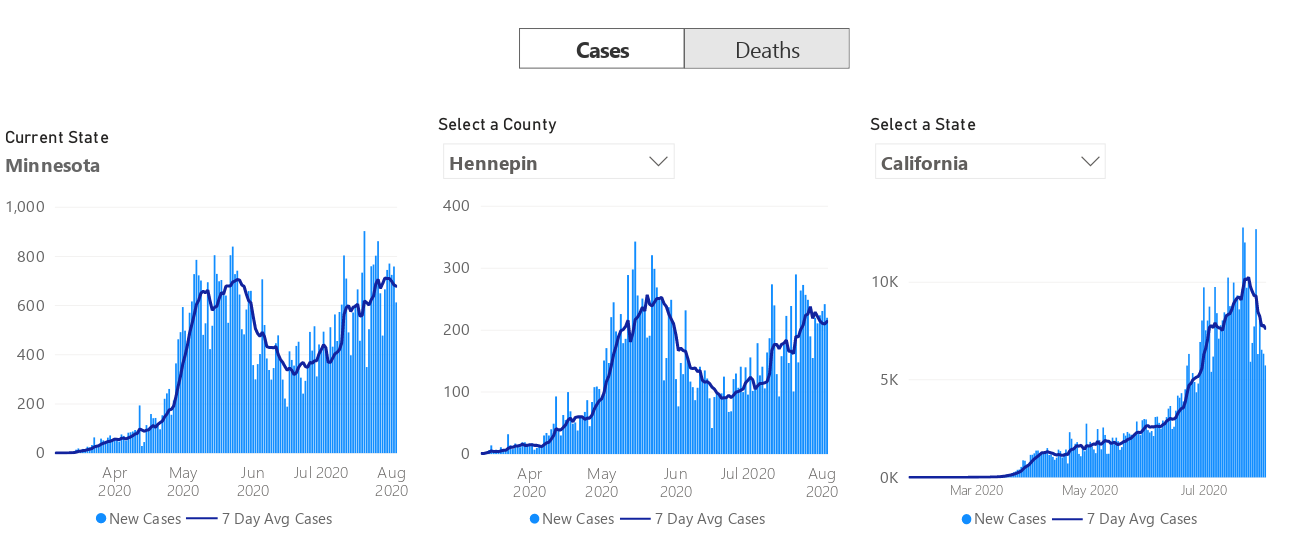 Cases Deaths
Current State
Minnesota
1,000
800
600
400
200
0
Apr 2020
May 2020
Jun 2020
Jul 2020
Aug 2020
New Cases 7 Day Avg Cases
Select a County
Hennepin
400
300
200
100
0
Apr 2020
May 2020
Jun 2020
Jul 2020
Aug 2020
New Cases 7 Day Avg Cases
Select a State
California
10K
5K
0K
Mar 2020 May 2020 Jul 2020
New Cases 7 Day Avg Cases